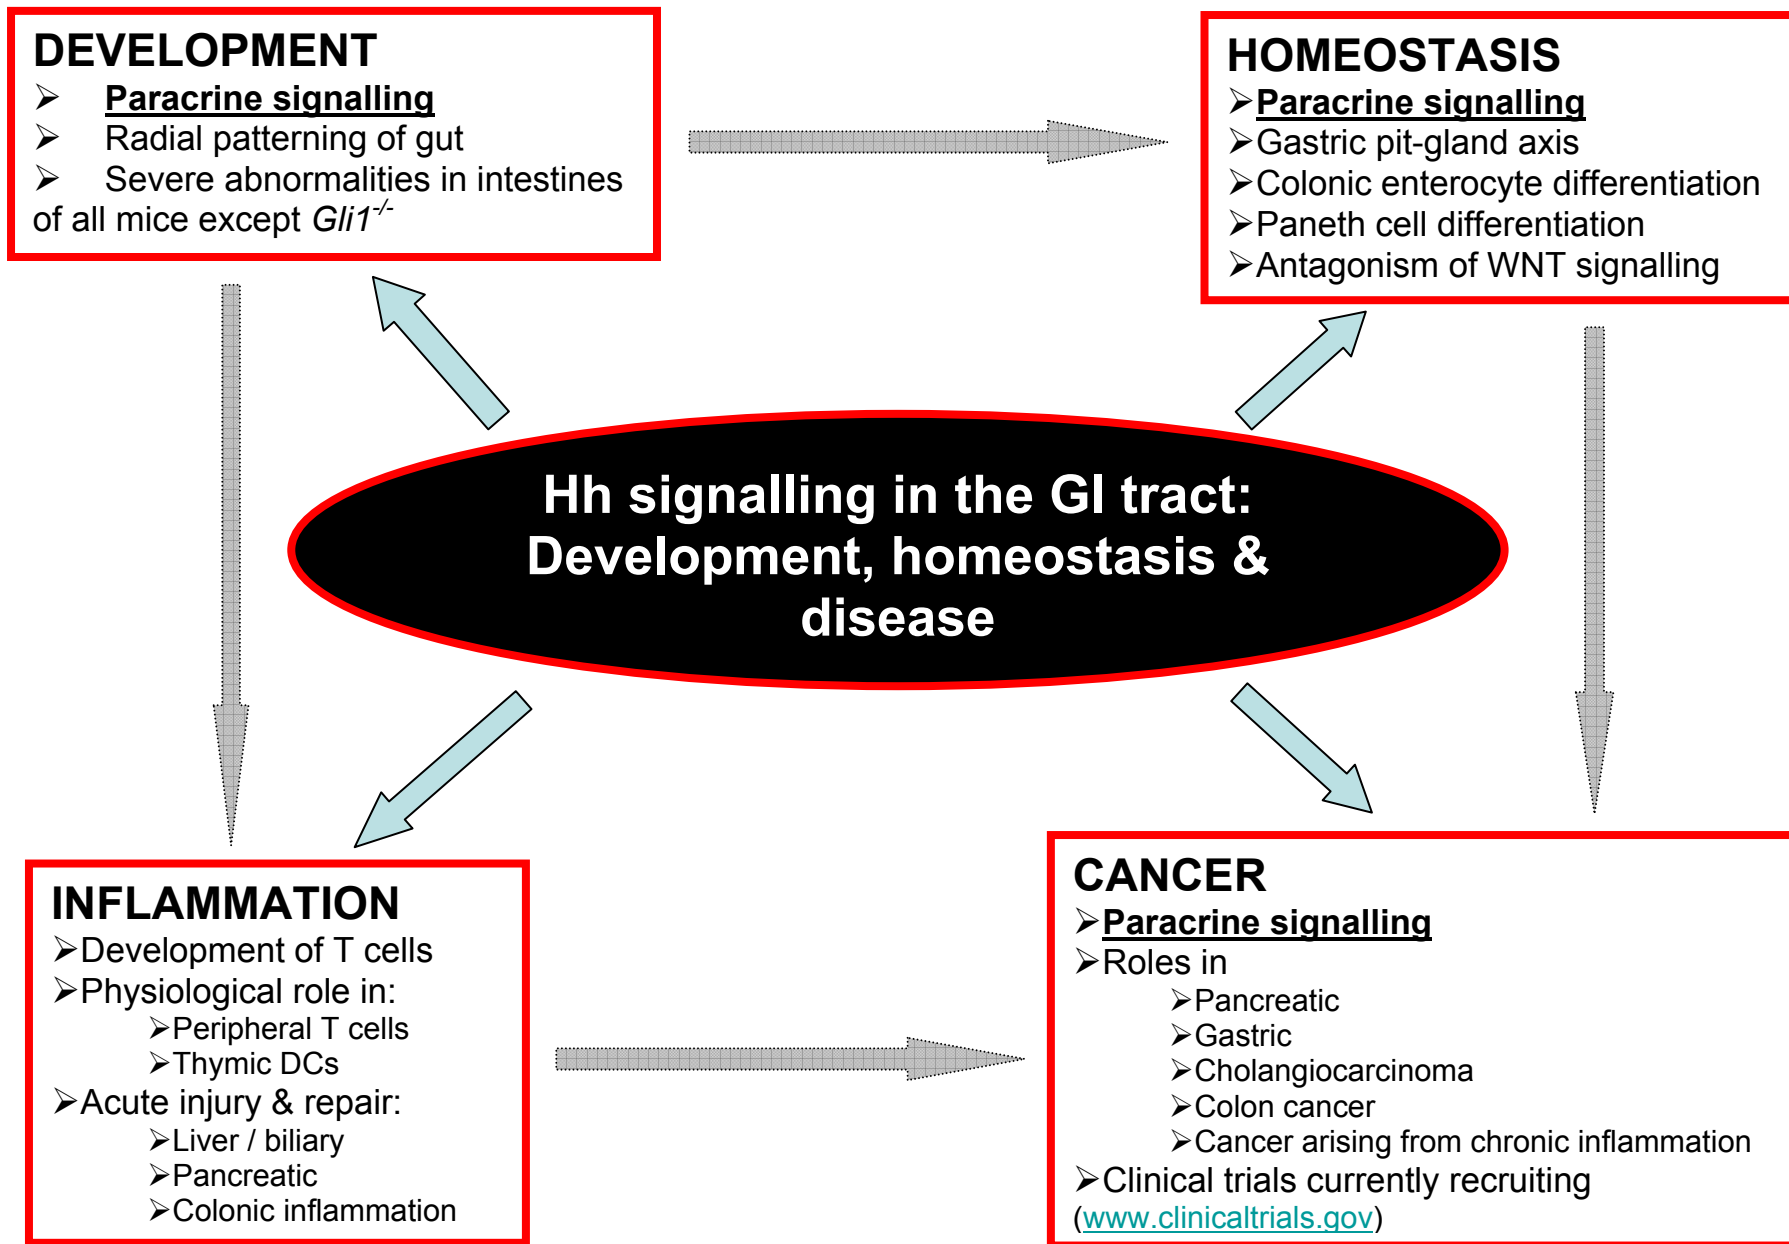 DEVELOPMENT
➢ Paracrine signalling
➢ Radial patterning of gut
➢ Severe abnormalities in intestines
of all mice except Gli1-/-
HOMEOSTASIS
➢Paracrine signalling
➢Gastric pit-gland axis
➢Colonic enterocyte differentiation
➢Paneth cell differentiation
➢Antagonism of WNT signalling
Hh signalling in the GI tract:
Development, homeostasis &
disease
INFLAMMATION
➢Development of T cells
➢Physiological role in:
➢Peripheral T cells
➢Thymic DCs
➢Acute injury & repair:
➢Liver / biliary
➢Pancreatic
➢Colonic inflammation
CANCER
➢Paracrine signalling
➢Roles in
➢Pancreatic
➢Gastric
➢Cholangiocarcinoma
➢Colon cancer
➢Cancer arising from chronic inflammation
➢Clinical trials currently recruiting
(www.clinicaltrials.gov)